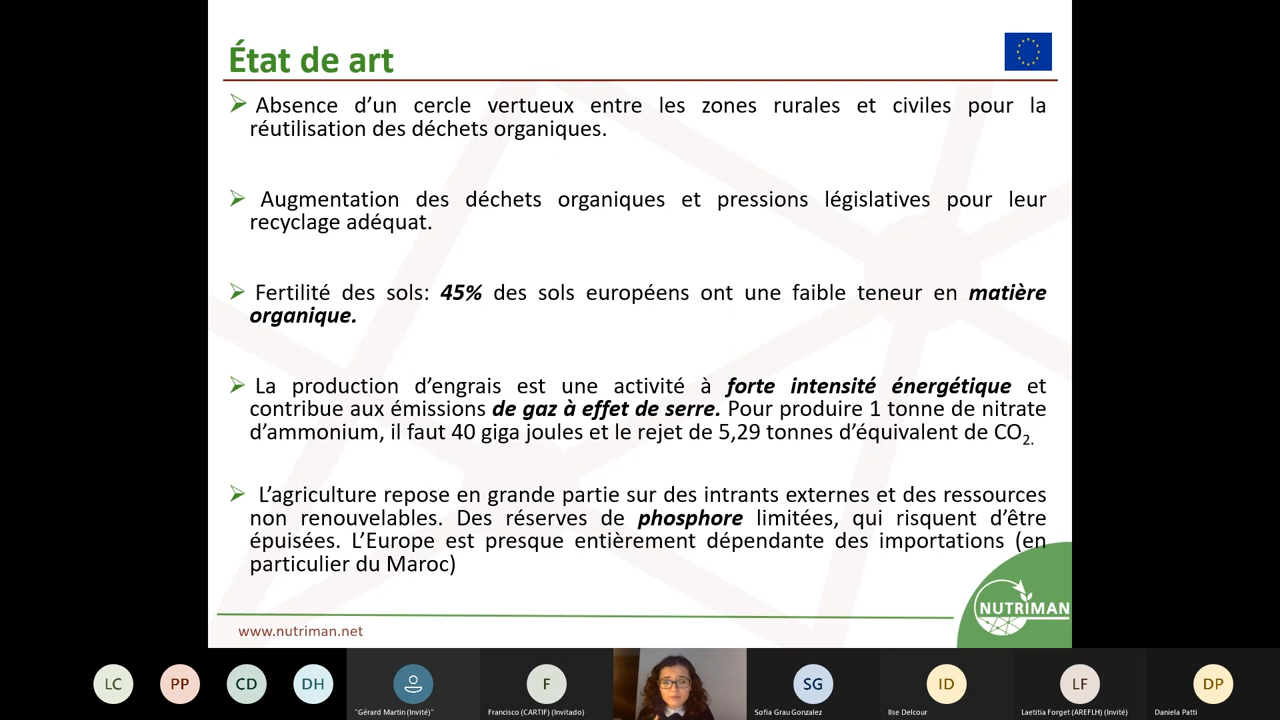 État de art
Absence d'un cercle vertueux entre les zones rurales et civiles pour la
réutilisation des déchets organiques.
Augmentation des déchets organiques et pressions législatives pour leur
recyclage adéquat.
Fertilité des sols: 45% des sols européens ont une faible teneur en matière
organique.
La production d'engrais est une activité à forte intensité énergétique et
contribue aux émissions de gaz à effet de serre. Pour produire 1 tonne de nitrate
d'ammonium, il faut 40 giga joules et le rejet de 5,29 tonnes d'équivalent de CO2.
L'agriculture repose en grande partie sur des intrants externes et des ressources
non renouvelables. Des réserves de phosphore limitées, qui risquent d'être
épuisées. L'Europe est presque entièrement dépendante des importations (en
particulier du Maroc)
NUTRIMAN
www.nutriman.net
LC PP CD DH F SG ID LF DP
"Gérard Martin (Invité)" Francisco (CARTIF) (Invitado) Sofia Grau Gonzalez Ilse Delcour Laetitia Forget (AREFLH) (Invité) Daniela Patti